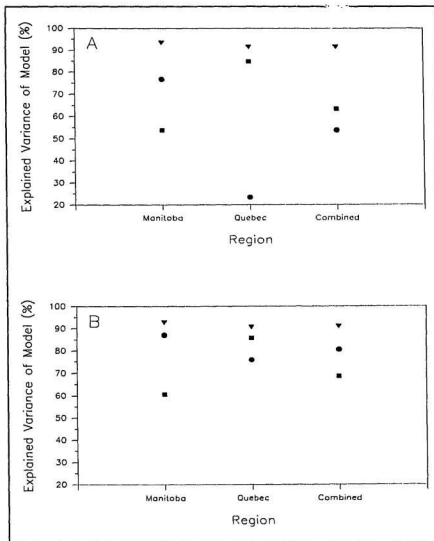 A
Explained Variance of Model (%)
100
90
80
70
60
50
40
30
20
Manitoba Quebec Combined
Region
B
Explained Variance of Model (%)
100
90
80
70
60
50
40
30
20
Manitoba Quebec Combined
Region